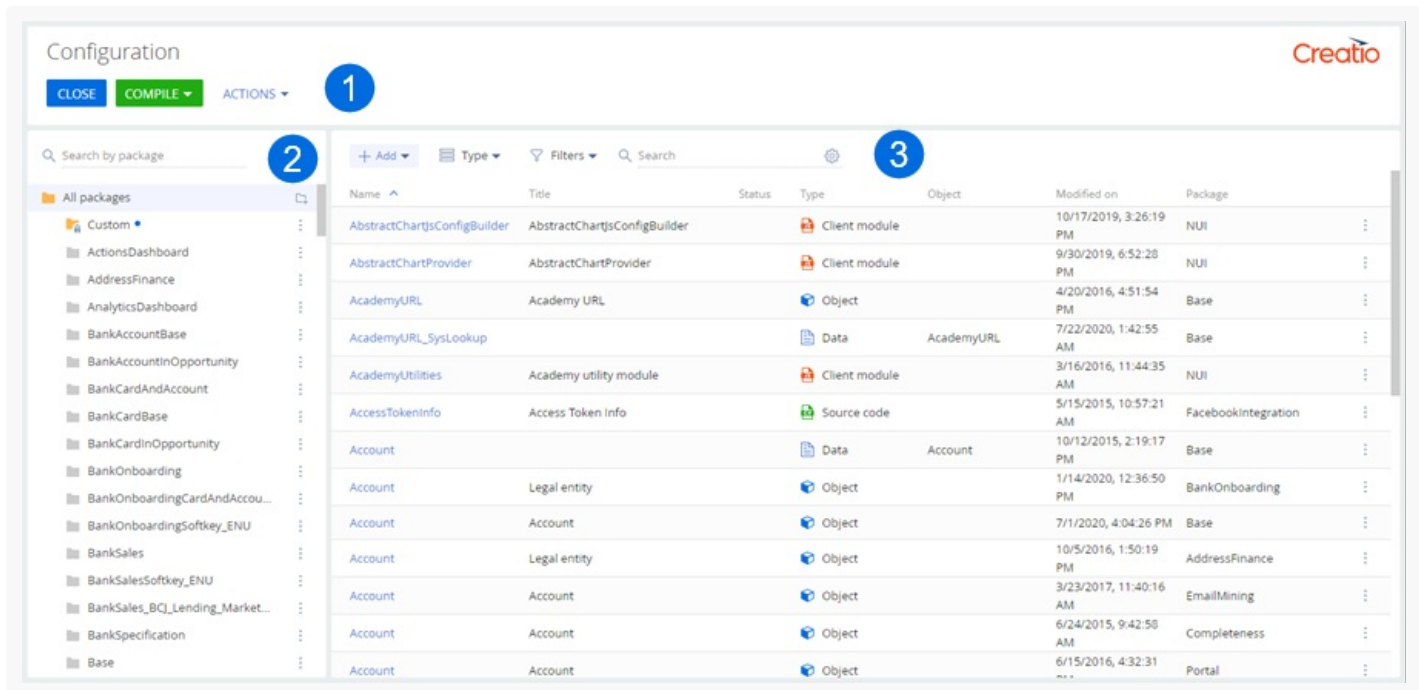 Configuration
Creatio
CLOSE COMPILE ACTIONS
1
Search by package
2
All packages
Custom
ActionsDashboard
AddressFinance
AnalyticsDashboard
BankAccountBase
BankAccountInOpportunity
BankCardAndAccount
BankCardBase
BankCardInOpportunity
BankOnboarding
BankOnboardingCardAndAccou...
BankOnboardingSoftkey_ENU
BankSales
BankSalesSoftkey_ENU
BankSales_BCJ_Lending_Market...
BankSpecification
Base
+ Add Type Filters Search
3
Name Title Status Type Object Modified on Package
AbstractChartJsConfigBuilder AbstractChartJsConfigBuilder Client module 10/17/2019, 3:26:19 PM NUI
AbstractChartProvider AbstractChartProvider Client module 9/30/2019, 6:52:28 PM NUI
AcademyURL Academy URL Object 4/20/2016, 4:51:54 PM Base
AcademyURL_SysLookup Data AcademyURL 7/22/2020, 1:42:55 AM Base
AcademyUtilities Academy utility module Client module 3/16/2016, 11:44:35 AM NUI
AccessTokenInfo Access Token Info Source code 5/15/2015, 10:57:21 AM FacebookIntegration
Account Data Account 10/12/2015, 2:19:17 PM Base
Account Legal entity Object 1/14/2020, 12:36:50 PM BankOnboarding
Account Account Object 7/1/2020, 4:04:26 PM Base
Account Legal entity Object 10/5/2016, 1:50:19 PM AddressFinance
Account Account Object 3/23/2017, 11:40:16 AM EmailMining
Account Account Object 6/24/2015, 9:42:58 AM Completeness
Account Account Object 6/15/2016, 4:32:31 Portal